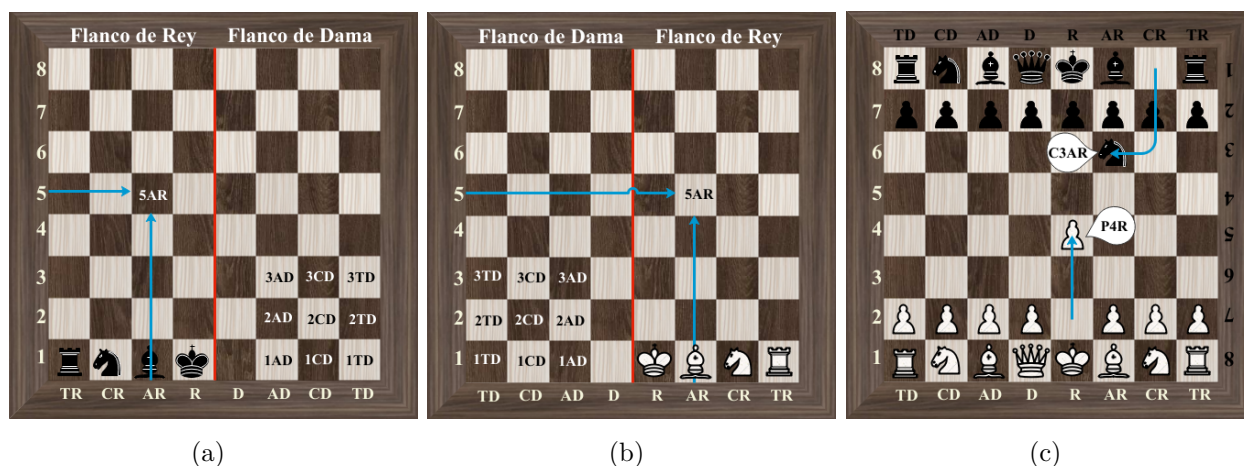 Flanco de Rey Flanco de Dama
8
7
6
5 5AR
4
3 3AD 3CD 3TD
2 2AD 2CD 2TD
1 1AD 1CD 1TD
TR CR AR R D AD CD TD
(a)
Flanco de Dama Flanco de Rey
8
7
6
5 5AR
4
3 3TD 3CD 3AD
2 2TD 2CD 2AD
1 1TD 1CD 1AD
TD CD AD D R AR CR TR
(b)
TD CD AD D R AR CR TR
8 1
7 2
6 C3AR 3
5 4
4 P4R 5
3 6
2 7
1 8
TD CD AD D R AR CR TR
(c)